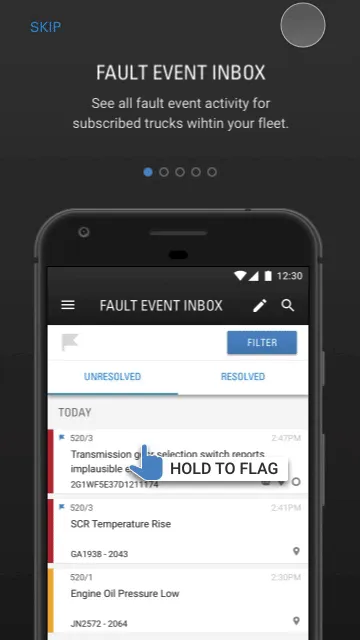 SKIP
FAULT EVENT INBOX
See all fault event activity for
subscribed trucks wihtin your fleet.
12:30
FAULT EVENT INBOX
FILTER
UNRESOLVED
RESOLVED
TODAY
520/3
2:47PM
Transmission gear selection switch reports
implausible
HOLD TO FLAG
2G1WF5E37D1211174
520/3
2:41PM
SCR Temperature Rise
GA1938 - 2043
520/1
2:30PM
Engine Oil Pressure Low
JN2572 - 2064